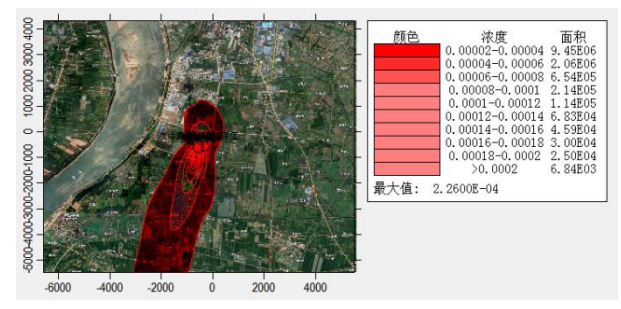 颜色 浓度 面积
0.00002-0.00004 9.45E06
0.00004-0.00006 2.06E06
0.00006-0.00008 6.54E05
0.00008-0.0001 2.14E05
0.0001-0.00012 1.14E05
0.00012-0.00014 6.83E04
0.00014-0.00016 4.59E04
0.00016-0.00018 3.00E04
0.00018-0.0002 2.50E04
>0.0002 6.84E03
最大值: 2.2600E-04
4000
3000
2000
1000
0
-1000
-2000
-3000
-4000
-5000
-6000 -4000 -2000 0 2000 4000